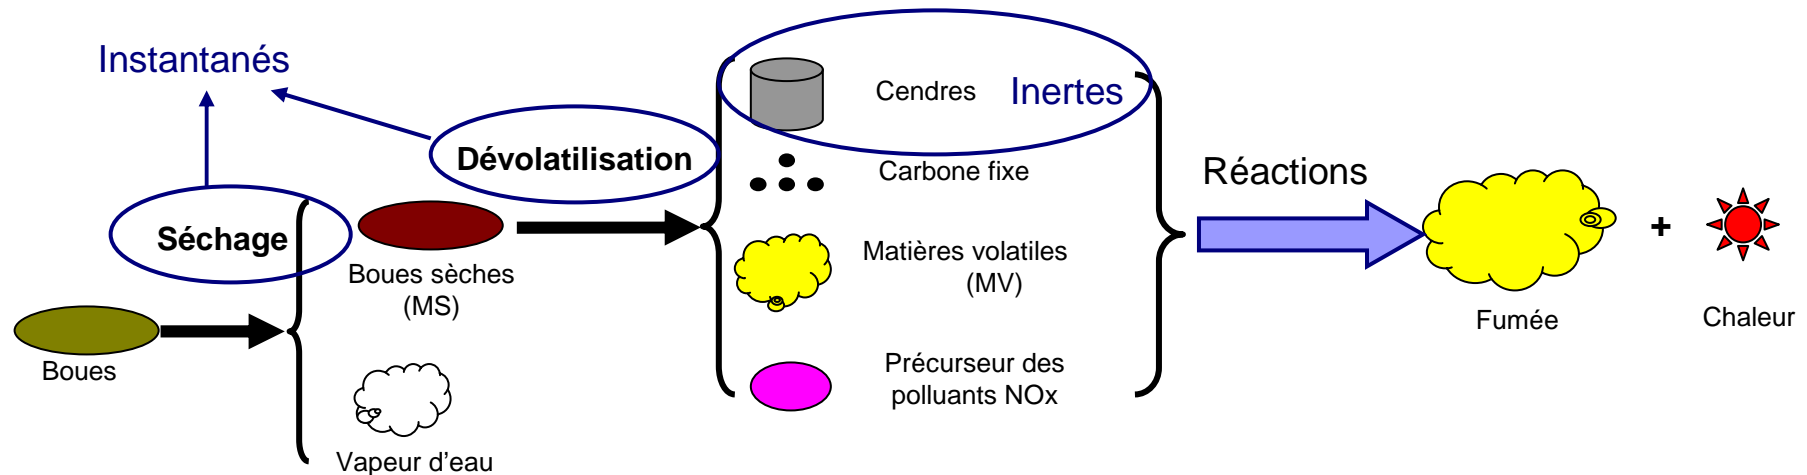 Instantanés
Séchage
Dévolatilisation
Boues
Boues sèches
(MS)
Vapeur d'eau
Cendres
Inertes
Carbone fixe
Matières volatiles
(MV)
Précurseur des
polluants NOx
Réactions
Fumée
+
Chaleur